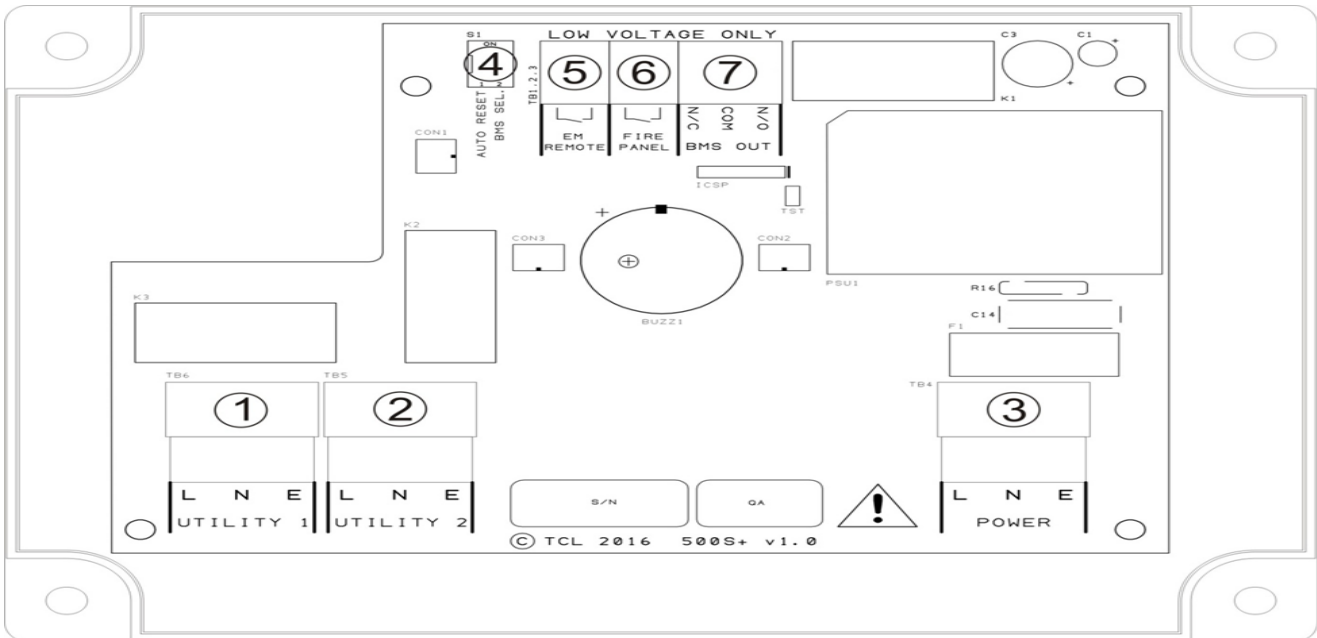 S1
LOW VOLTAGE ONLY
C3
C1
ON
4
1 2
AUTO RESET
BMS SEL.
TB1.2.3
5
6
7
K1
EM
REMOTE
FIRE
PANEL
N/C
COM
N/O
BMS OUT
CON1
ICSP
TST
K2
CON3
CON2
BUZZ1
PSU1
R16
C14
F1
K3
TB6
TB5
TB4
1
2
3
L N E
UTILITY 1
L N E
UTILITY 2
S/N
QA
L N E
POWER
© TCL 2016 500S+ v1.0